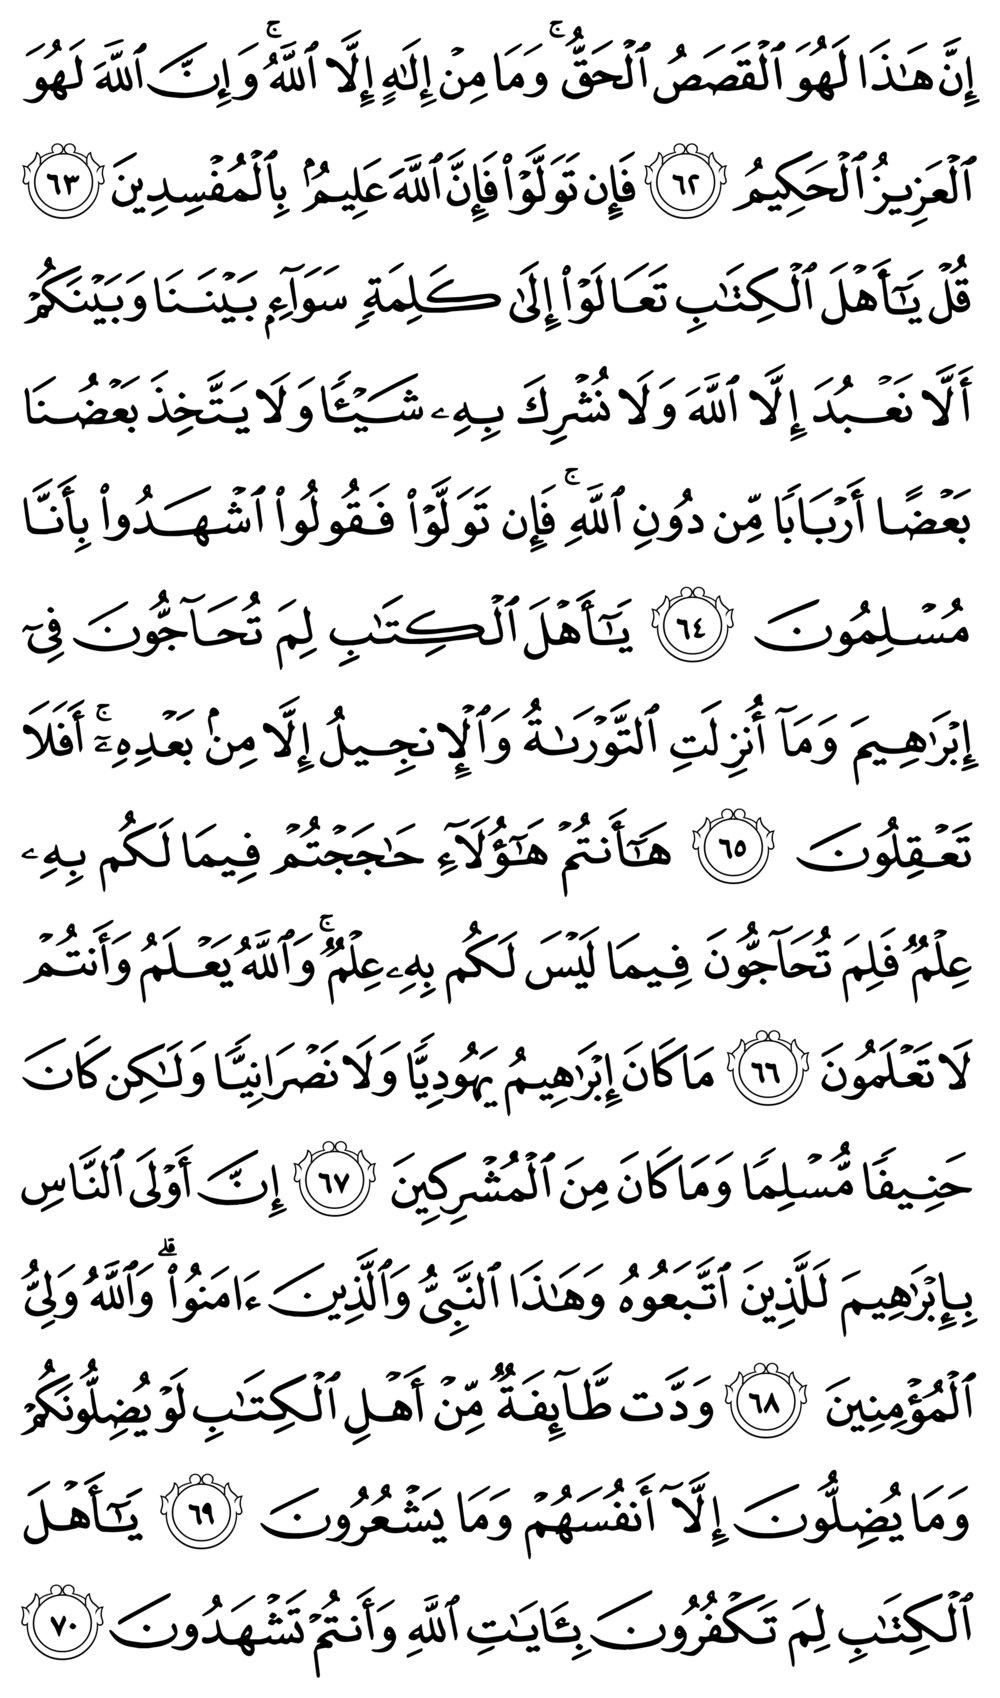 إِنَّ هَـٰذَا لَهُوَ ٱلْقَصَصُ ٱلْحَقُّ ۚ وَمَا مِنْ إِلَـٰهٍ إِلَّا ٱللَّهُ ۚ وَإِنَّ ٱللَّهَ لَهُوَ
ٱلْعَزِيزُ ٱلْحَكِيمُ ٦٢ فَإِن تَوَلَّوْا۟ فَإِنَّ ٱللَّهَ عَلِيمٌۢ بِٱلْمُفْسِدِينَ ٦٣
قُلْ يَـٰٓأَهْلَ ٱلْكِتَـٰبِ تَعَالَوْا۟ إِلَىٰ كَلِمَةٍ سَوَآءٍۭ بَيْنَنَا وَبَيْنَكُمْ
أَلَّا نَعْبُدَ إِلَّا ٱللَّهَ وَلَا نُشْرِكَ بِهِۦ شَيْـًٔا وَلَا يَتَّخِذَ بَعْضُنَا
بَعْضًا أَرْبَابًا مِّن دُونِ ٱللَّهِ ۚ فَإِن تَوَلَّوْا۟ فَقُولُوا۟ ٱشْهَدُوا۟ بِأَنَّا
مُسْلِمُونَ ٦٤ يَـٰٓأَهْلَ ٱلْكِتَـٰبِ لِمَ تُحَآجُّونَ فِىٓ
إِبْرَٰهِيمَ وَمَآ أُنزِلَتِ ٱلتَّوْرَىٰةُ وَٱلْإِنجِيلُ إِلَّا مِنۢ بَعْدِهِۦٓ ۚ أَفَلَا
تَعْقِلُونَ ٦٥ هَـٰٓأَنتُمْ هَـٰٓؤُلَآءِ حَـٰجَجْتُمْ فِيمَا لَكُم بِهِۦ
عِلْمٌ فَلِمَ تُحَآجُّونَ فِيمَا لَيْسَ لَكُم بِهِۦ عِلْمٌ ۚ وَٱللَّهُ يَعْلَمُ وَأَنتُمْ
لَا تَعْلَمُونَ ٦٦ مَا كَانَ إِبْرَٰهِيمُ يَهُودِيًّا وَلَا نَصْرَانِيًّا وَلَـٰكِن كَانَ
حَنِيفًا مُّسْلِمًا وَمَا كَانَ مِنَ ٱلْمُشْرِكِينَ ٦٧ إِنَّ أَوْلَى ٱلنَّاسِ
بِإِبْرَٰهِيمَ لَلَّذِينَ ٱتَّبَعُوهُ وَهَـٰذَا ٱلنَّبِىُّ وَٱلَّذِينَ ءَامَنُوا۟ ۗ وَٱللَّهُ وَلِىُّ
ٱلْمُؤْمِنِينَ ٦٨ وَدَّت طَّآئِفَةٌ مِّنْ أَهْلِ ٱلْكِتَـٰبِ لَوْ يُضِلُّونَكُمْ
وَمَا يُضِلُّونَ إِلَّآ أَنفُسَهُمْ وَمَا يَشْعُرُونَ ٦٩ يَـٰٓأَهْلَ
ٱلْكِتَـٰبِ لِمَ تَكْفُرُونَ بِـَٔايَـٰتِ ٱللَّهِ وَأَنتُمْ تَشْهَدُونَ ٧٠